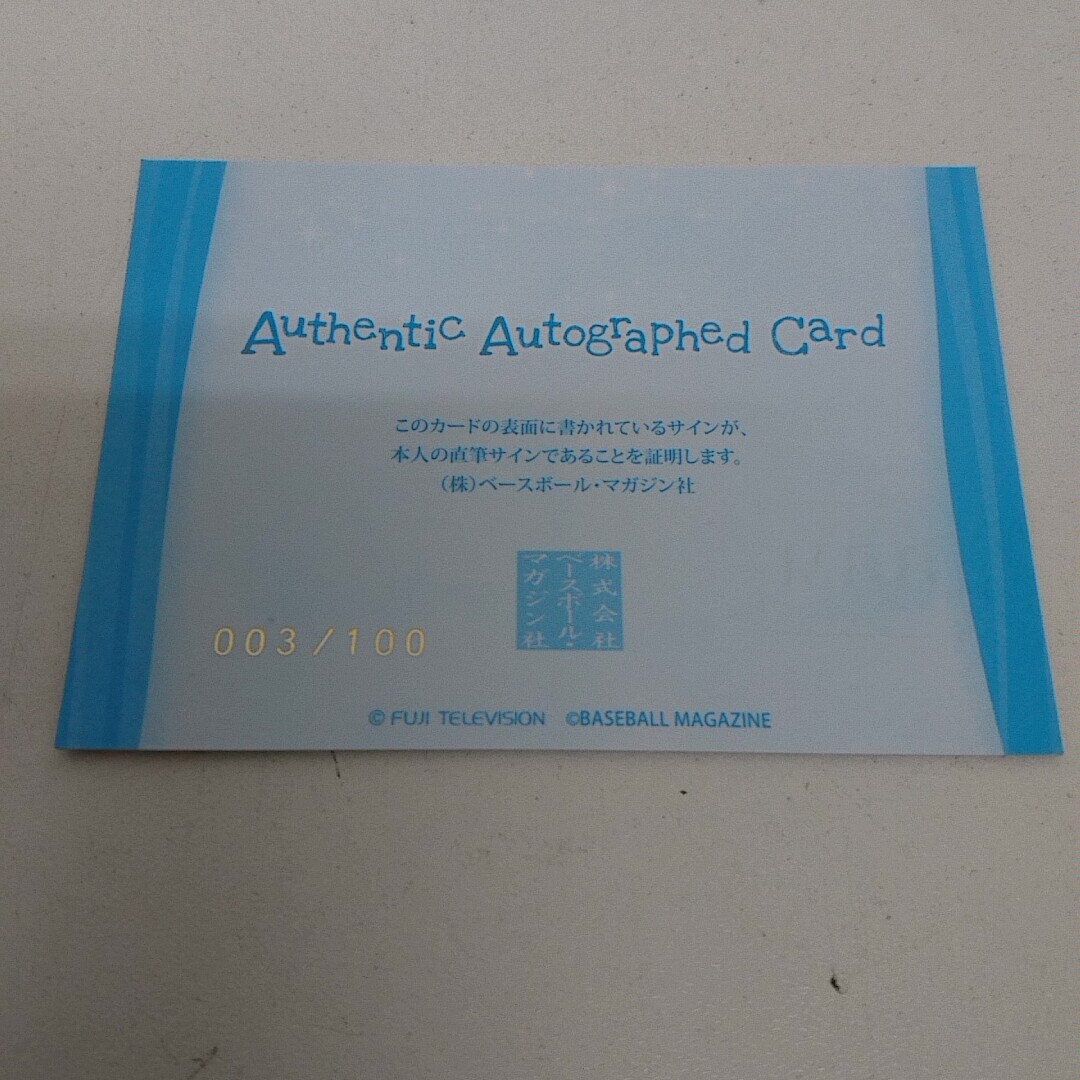 Authentic Autographed Card
このカードの表面に書かれているサインが、
本人の直筆サインであることを証明します。
（株）ベースボール・マガジン社
株式会社
ベースボール・
マガジン社
003/100
© FUJI TELEVISION ©BASEBALL MAGAZINE